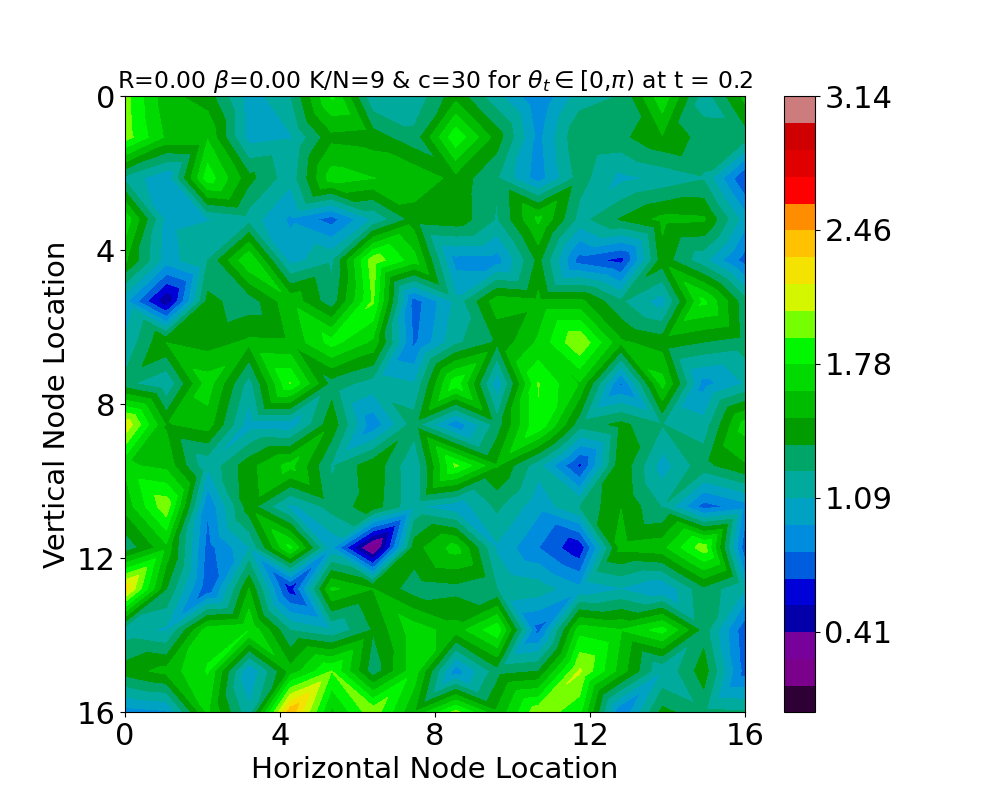 R=0.00 β=0.00 K/N=9 & c=30 for θₜ ∈ [0,π) at t = 0.2
0
4
8
12
16
Vertical Node Location
0 4 8 12 16
Horizontal Node Location
3.14
2.46
1.78
1.09
0.41